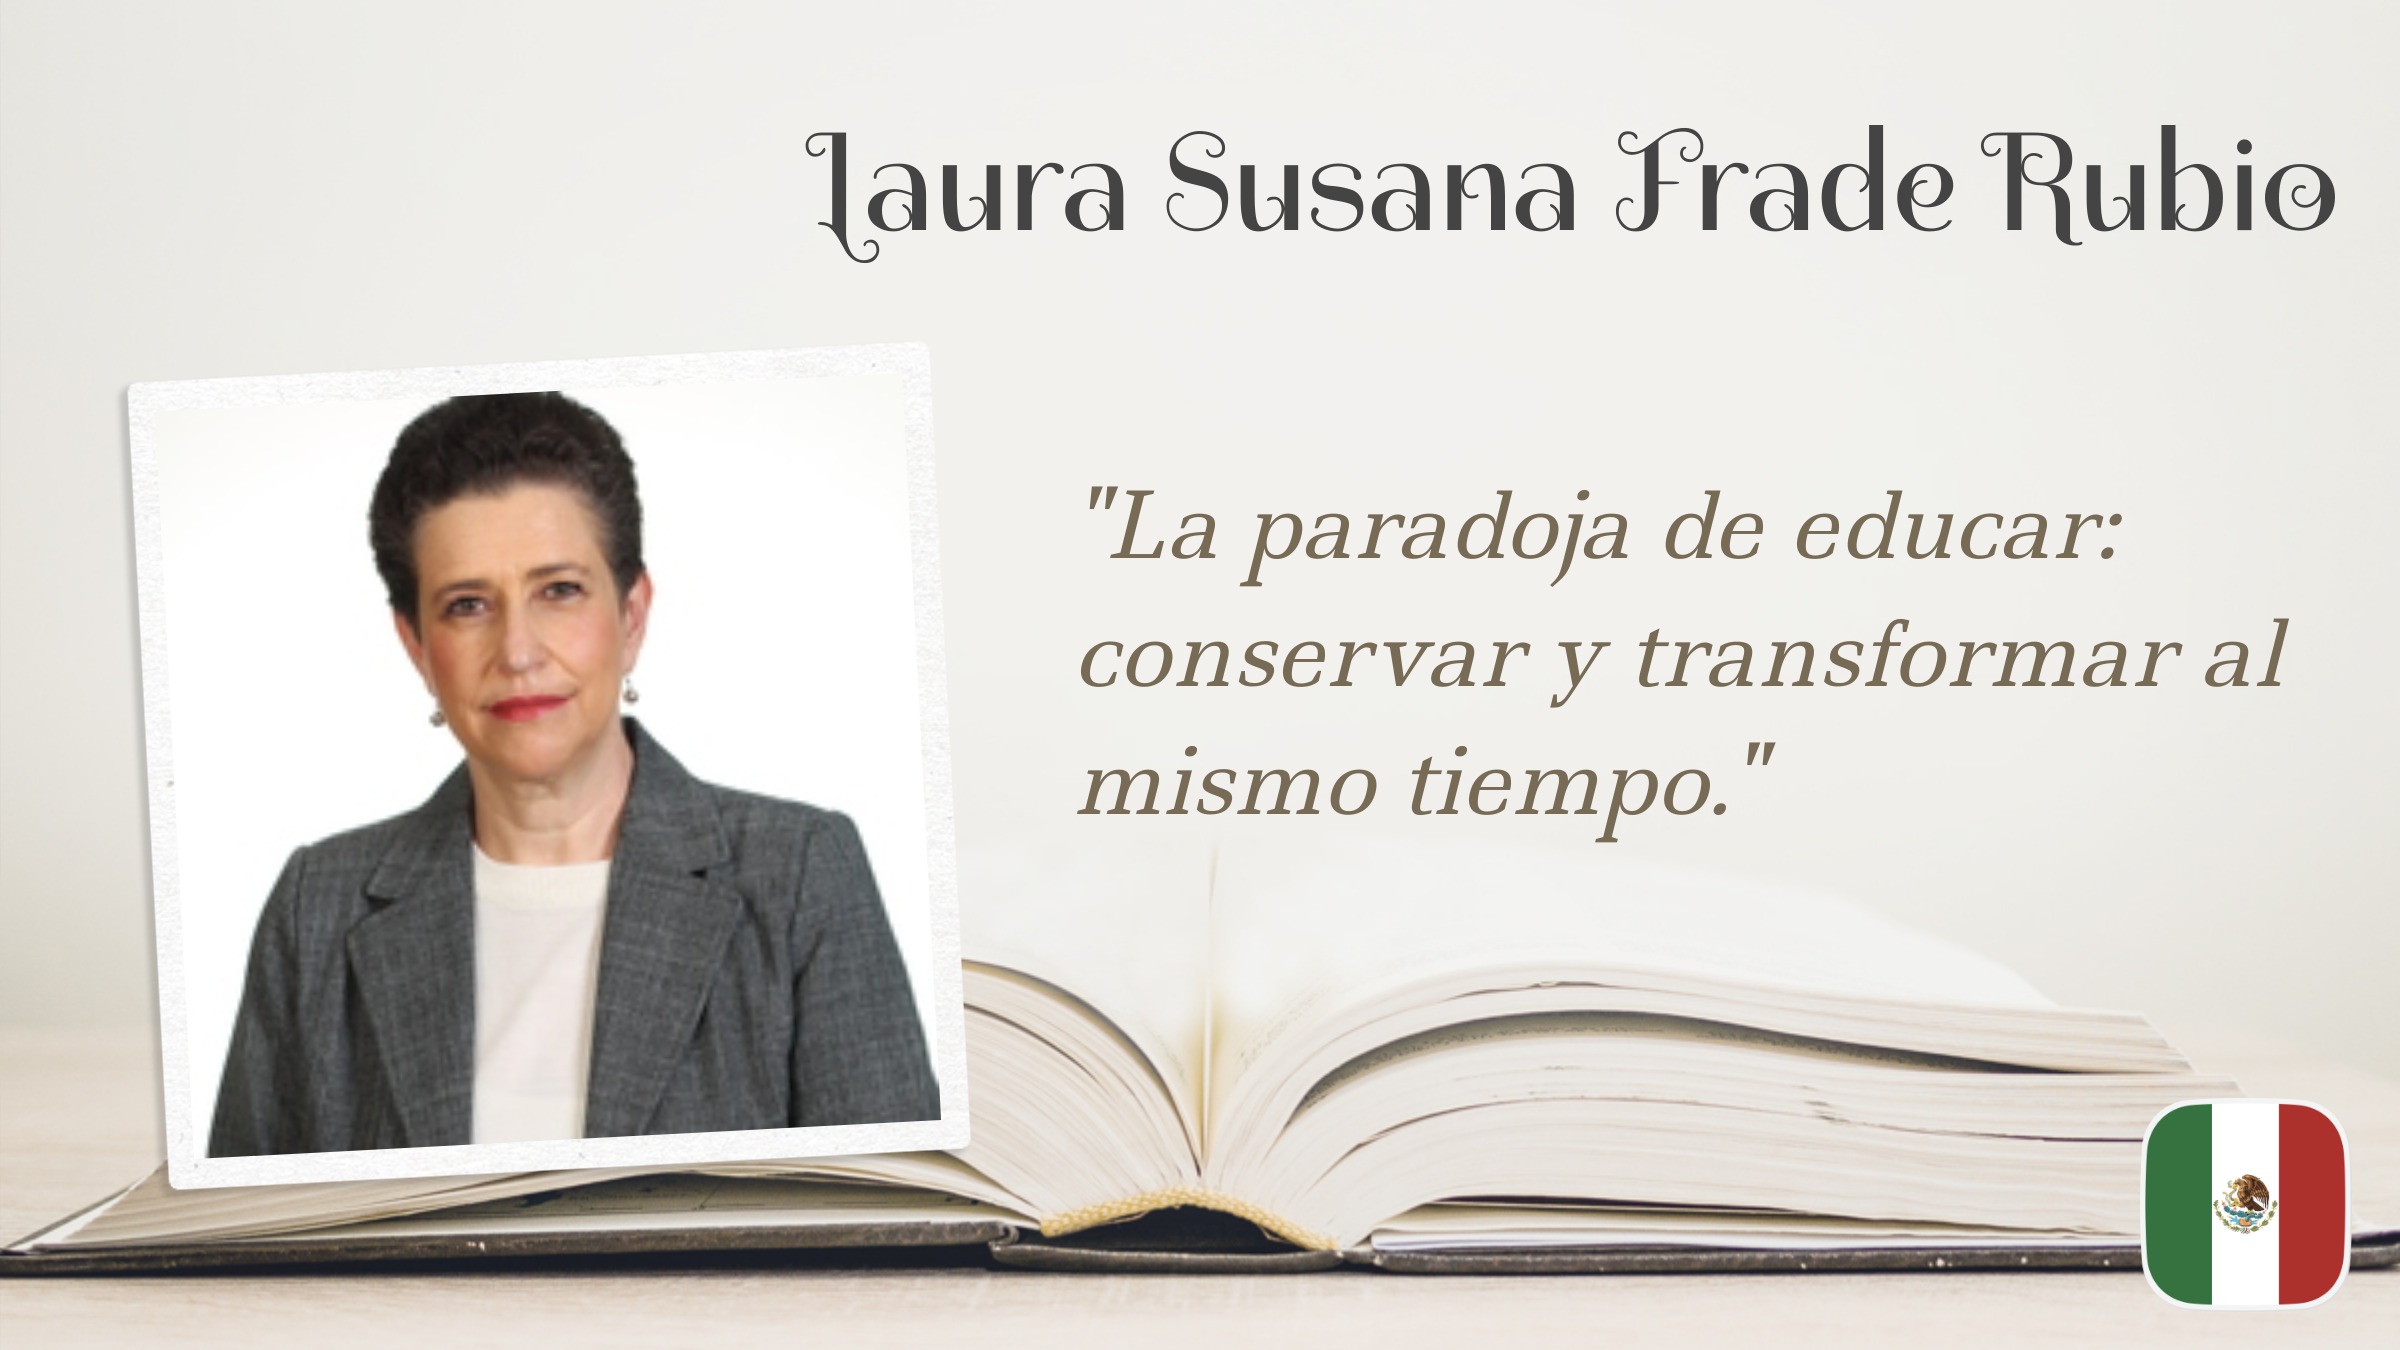 Laura Susana Frade Rubio
"La paradoja de educar:
conservar y transformar al
mismo tiempo."